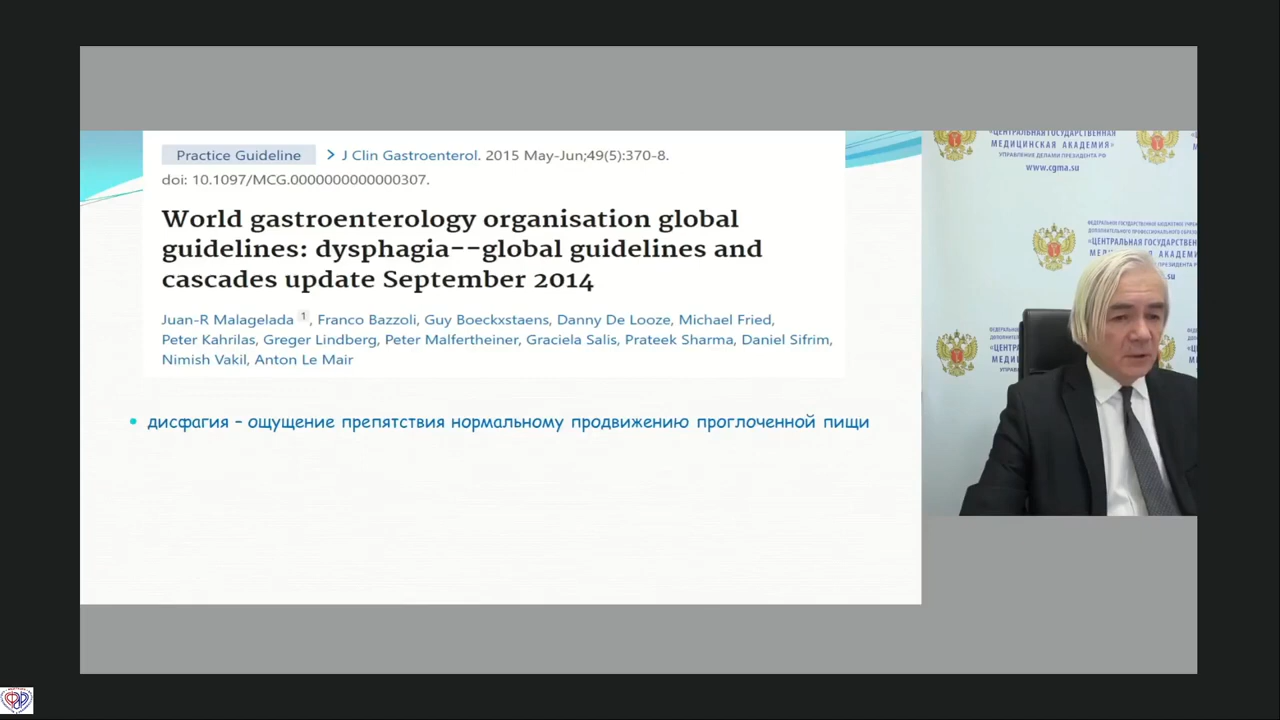 Practice Guideline > J Clin Gastroenterol. 2015 May-Jun;49(5):370-8.
doi: 10.1097/MCG.0000000000000307.
World gastroenterology organisation global
guidelines: dysphagia--global guidelines and
cascades update September 2014
Juan-R Malagelada 1, Franco Bazzoli, Guy Boeckxstaens, Danny De Looze, Michael Fried,
Peter Kahrilas, Greger Lindberg, Peter Malfertheiner, Graciela Salis, Prateek Sharma, Daniel Sifrim,
Nimish Vakil, Anton Le Mair
• дисфагия – ощущение препятствия нормальному продвижению проглоченной пищи
«ЦЕНТРАЛЬНАЯ ГОСУДАРСТВЕННАЯ
МЕДИЦИНСКАЯ АКАДЕМИЯ»
УПРАВЛЕНИЯ ДЕЛАМИ ПРЕЗИДЕНТА РФ
www.cgma.su
«ЦЕНТРАЛЬНАЯ ГОСУДАРСТВЕН